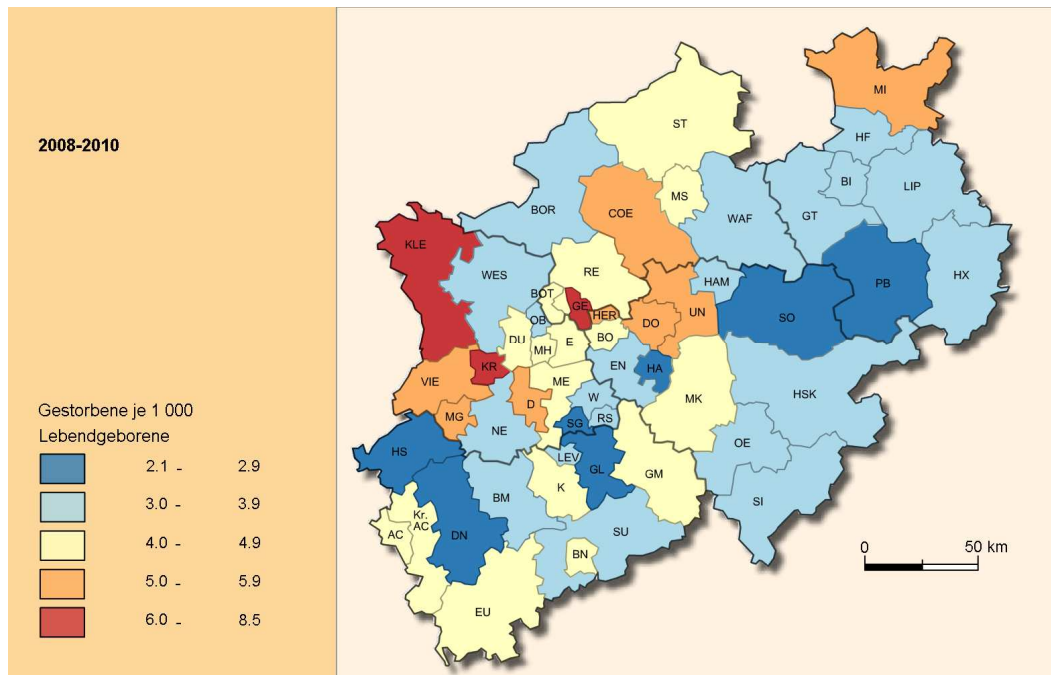 2008-2010
Gestorbene je 1 000
Lebendgeborene
2.1 - 2.9
3.0 - 3.9
4.0 - 4.9
5.0 - 5.9
6.0 - 8.5
MI
ST
HF
BI
LIP
MS
BOR
COE
WAF
GT
KLE
WES
RE
HAM
PB
HX
BOT
GE
HER
UN
SO
OB
DO
DU
MH
E
BO
KR
EN
HA
VIE
ME
HSK
MG
D
W
MK
NE
SG
RS
HS
OE
LEV
GL
K
GM
BM
SI
Kr.
AC
AC
DN
SU
BN
EU
0 50 km